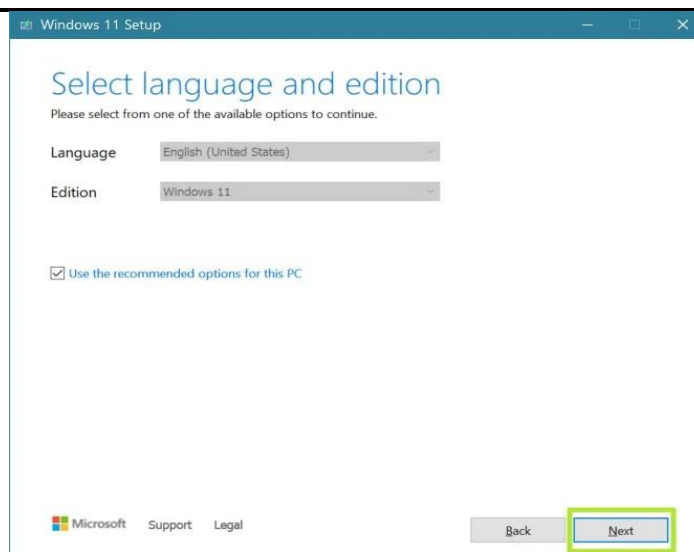 Windows 11 Setup
Select language and edition
Please select from one of the available options to continue.
Language English (United States)
Edition Windows 11
Use the recommended options for this PC
Microsoft Support Legal Back Next